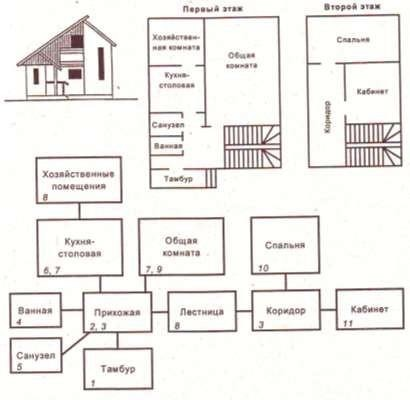 Первый этаж
Второй этаж
Хозяйствен-
ная комната
Общая
комната
Кухня-
столовая
Санузел
Ванная
Тамбур
Спальня
Кабинет
Коридор
Хозяйственные
помещения
8
Кухня-
столовая
6, 7
Общая
комната
7, 9
Спальня
10
Ванная
4
Прихожая
2, 3
Лестница
8
Коридор
3
Кабинет
11
Санузел
5
Тамбур
1